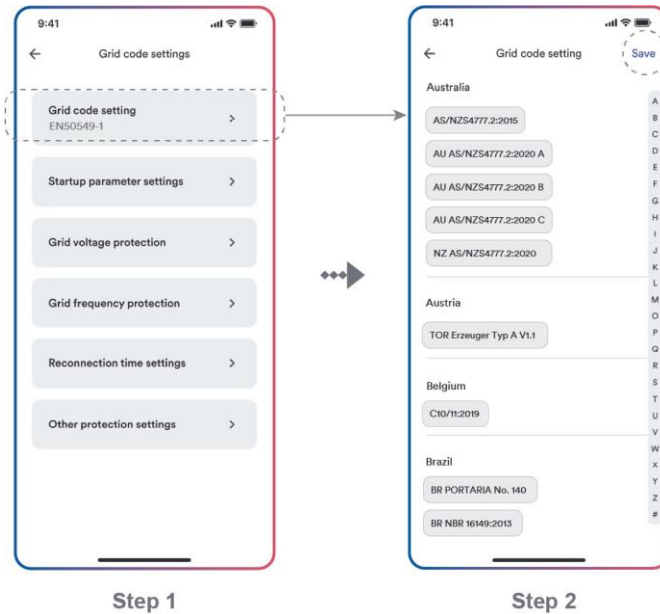 9:41
Grid code settings
Grid code setting
EN50549-1
Startup parameter settings
Grid voltage protection
Grid frequency protection
Reconnection time settings
Other protection settings
Step 1
9:41
Grid code setting
Save
Australia
AS/NZS4777.2:2015
AU AS/NZS4777.2:2020 A
AU AS/NZS4777.2:2020 B
AU AS/NZS4777.2:2020 C
NZ AS/NZS4777.2:2020
Austria
TOR Erzeuger Typ A V1.1
Belgium
C10/11:2019
Brazil
BR PORTARIA No. 140
BR NBR 16149:2013
A
B
C
D
E
F
G
H
I
J
K
L
M
O
P
Q
R
S
T
U
V
W
X
Y
Z
#
Step 2